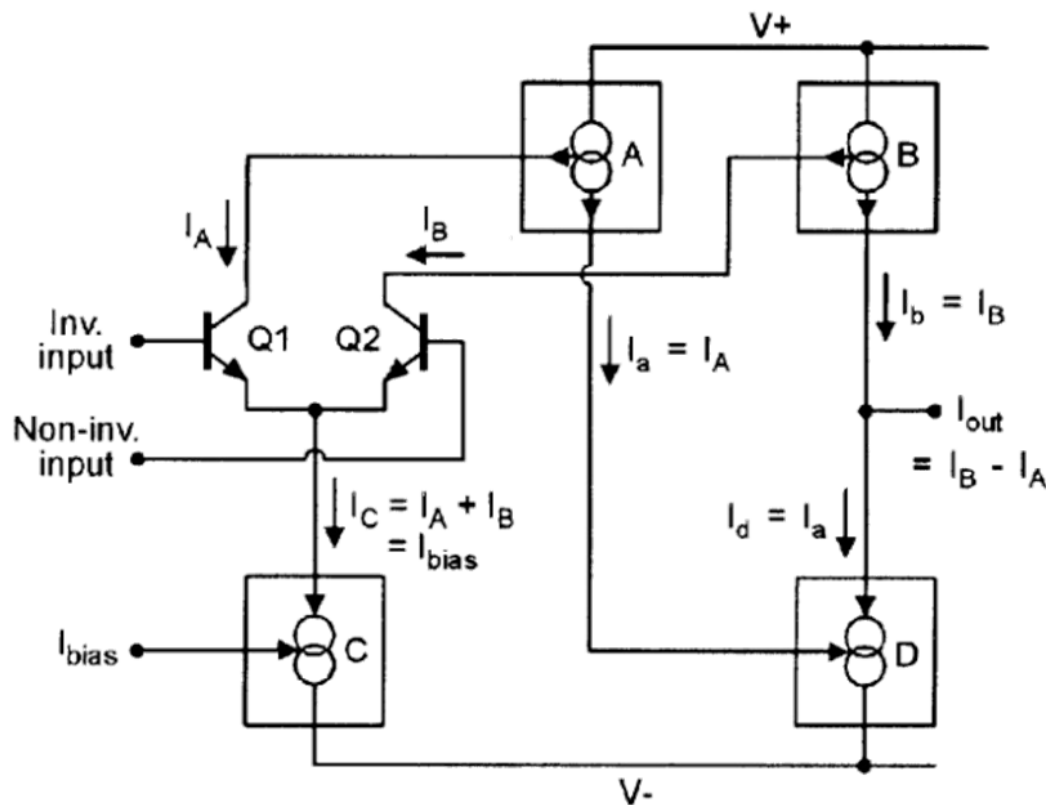 V+
A
B
I_A
I_B
I_b = I_B
Inv.
input
Q1
Q2
I_a = I_A
I_out
= I_B - I_A
Non-inv.
input
I_C = I_A + I_B
= I_bias
I_d = I_a
I_bias
C
D
V-